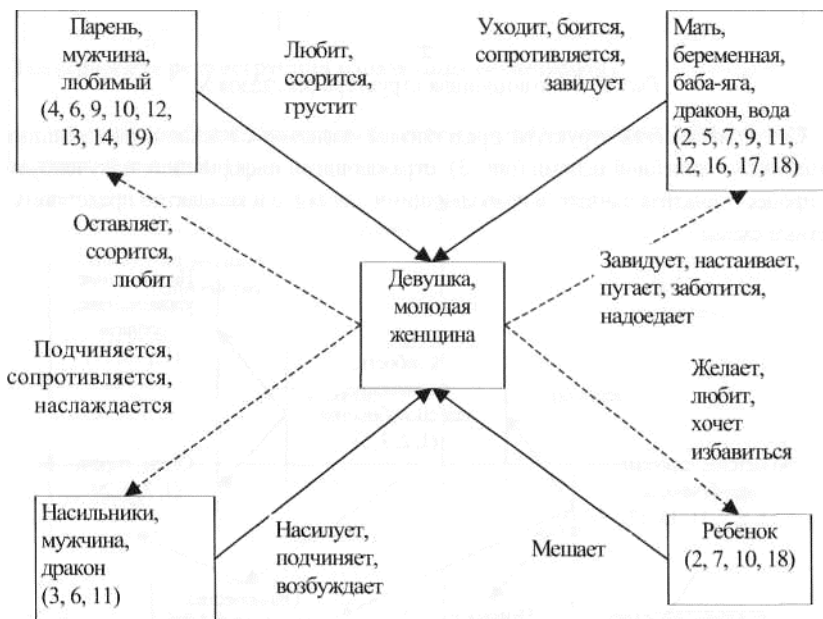 Парень,
мужчина,
любимый
(4, 6, 9, 10, 12,
13, 14, 19)
Любит,
ссорится,
грустит
Уходит, боится,
сопротивляется,
завидует
Мать,
беременная,
баба-яга,
дракон, вода
(2, 5, 7, 9, 11,
12, 16, 17, 18)
Оставляет,
ссорится,
любит
Девушка,
молодая
женщина
Завидует, настаивает,
пугает, заботится,
надоедает
Подчиняется,
сопротивляется,
наслаждается
Желает,
любит,
хочет
избавиться
Насильники,
мужчина,
дракон
(3, 6, 11)
Насилует,
подчиняет,
возбуждает
Мешает
Ребенок
(2, 7, 10, 18)